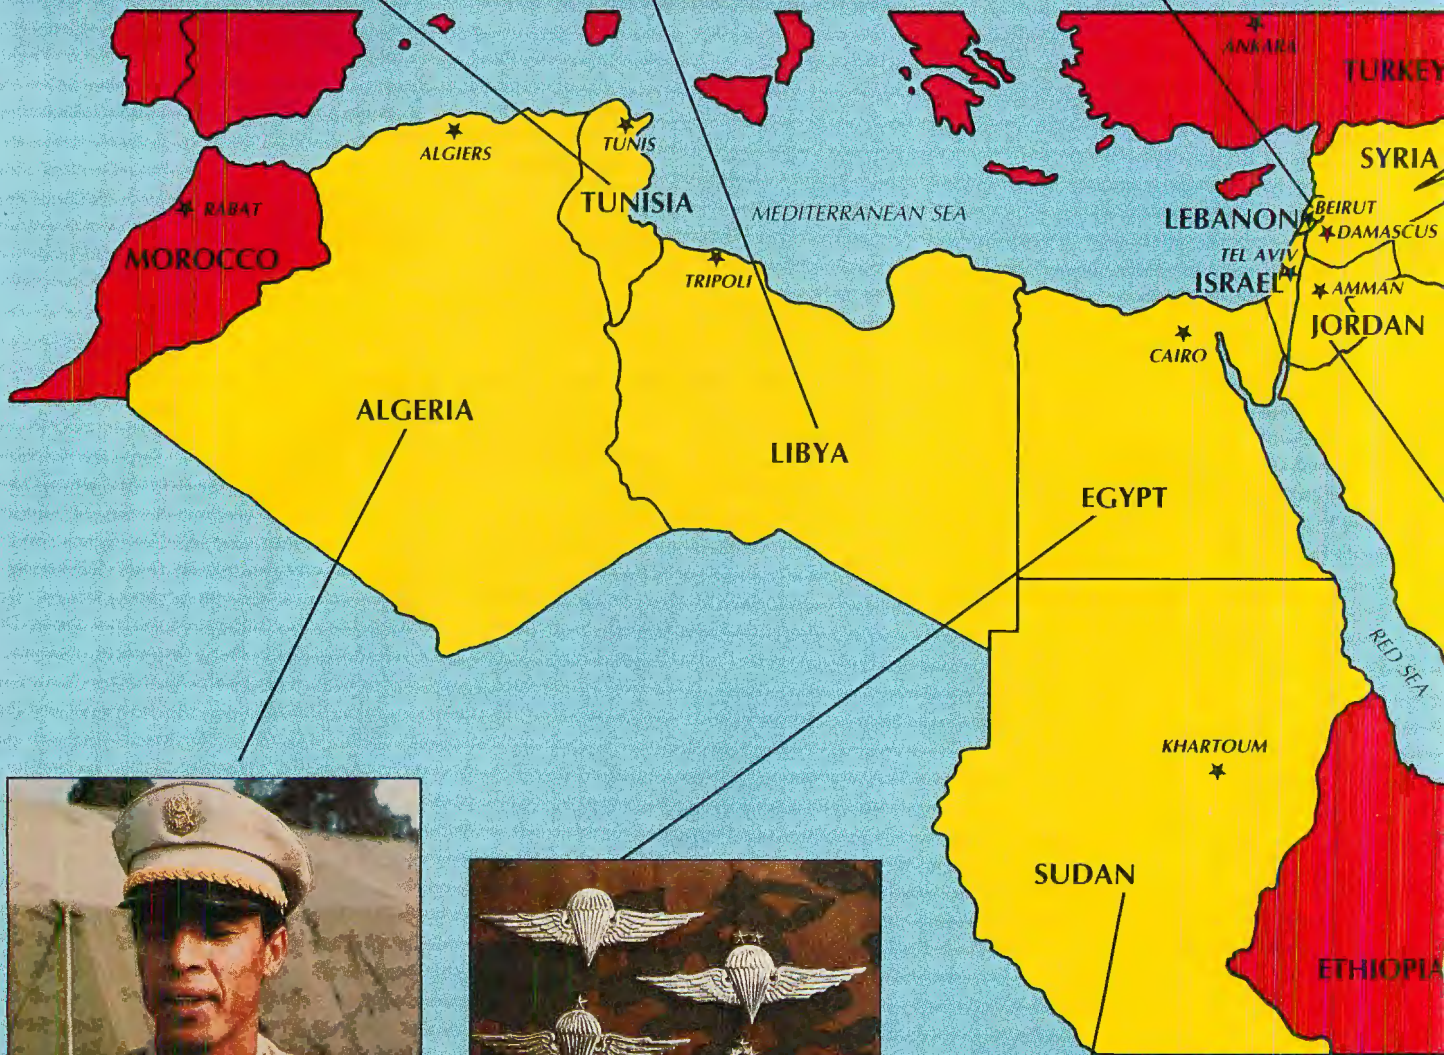 ANKARA
TURKEY
ALGIERS
TUNIS
SYRIA
TUNISIA
RABAT
MEDITERRANEAN SEA
LEBANON
BEIRUT
DAMASCUS
MOROCCO
TEL AVIV
TRIPOLI
ISRAEL
AMMAN
JORDAN
CAIRO
ALGERIA
LIBYA
EGYPT
RED SEA
KHARTOUM
SUDAN
ETHIOPIA